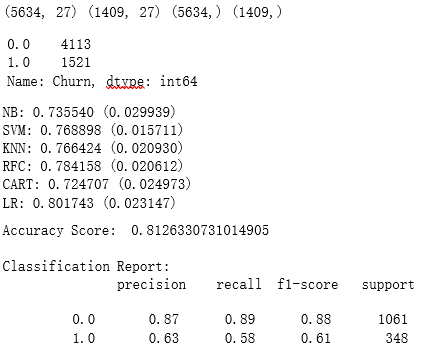 (5634, 27) (1409, 27) (5634,) (1409,)
0.0 4113
1.0 1521
Name: Churn, dtype: int64
NB: 0.735540 (0.029939)
SVM: 0.768898 (0.015711)
KNN: 0.766424 (0.020930)
RFC: 0.784158 (0.020612)
CART: 0.724707 (0.024973)
LR: 0.801743 (0.023147)
Accuracy Score: 0.8126330731014905
Classification Report:
precision recall f1-score support
0.0 0.87 0.89 0.88 1061
1.0 0.63 0.58 0.61 348